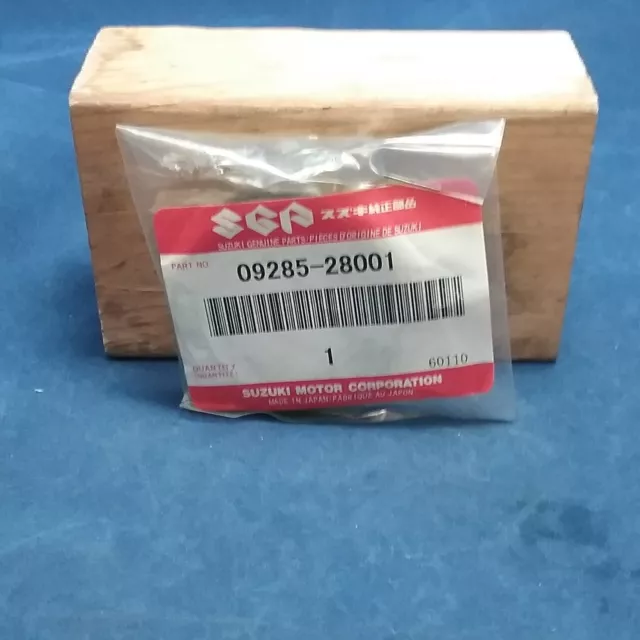 SGP スズキ純正部品
SUZUKI GENUINE PARTS/PIÈCES D'ORIGINE DE SUZUKI
PART NO. 09285-28001
QUANTITY 1 60110
QUANTITÉ
SUZUKI MOTOR CORPORATION
MADE IN JAPAN·FABRIQUÉ AU JAPON